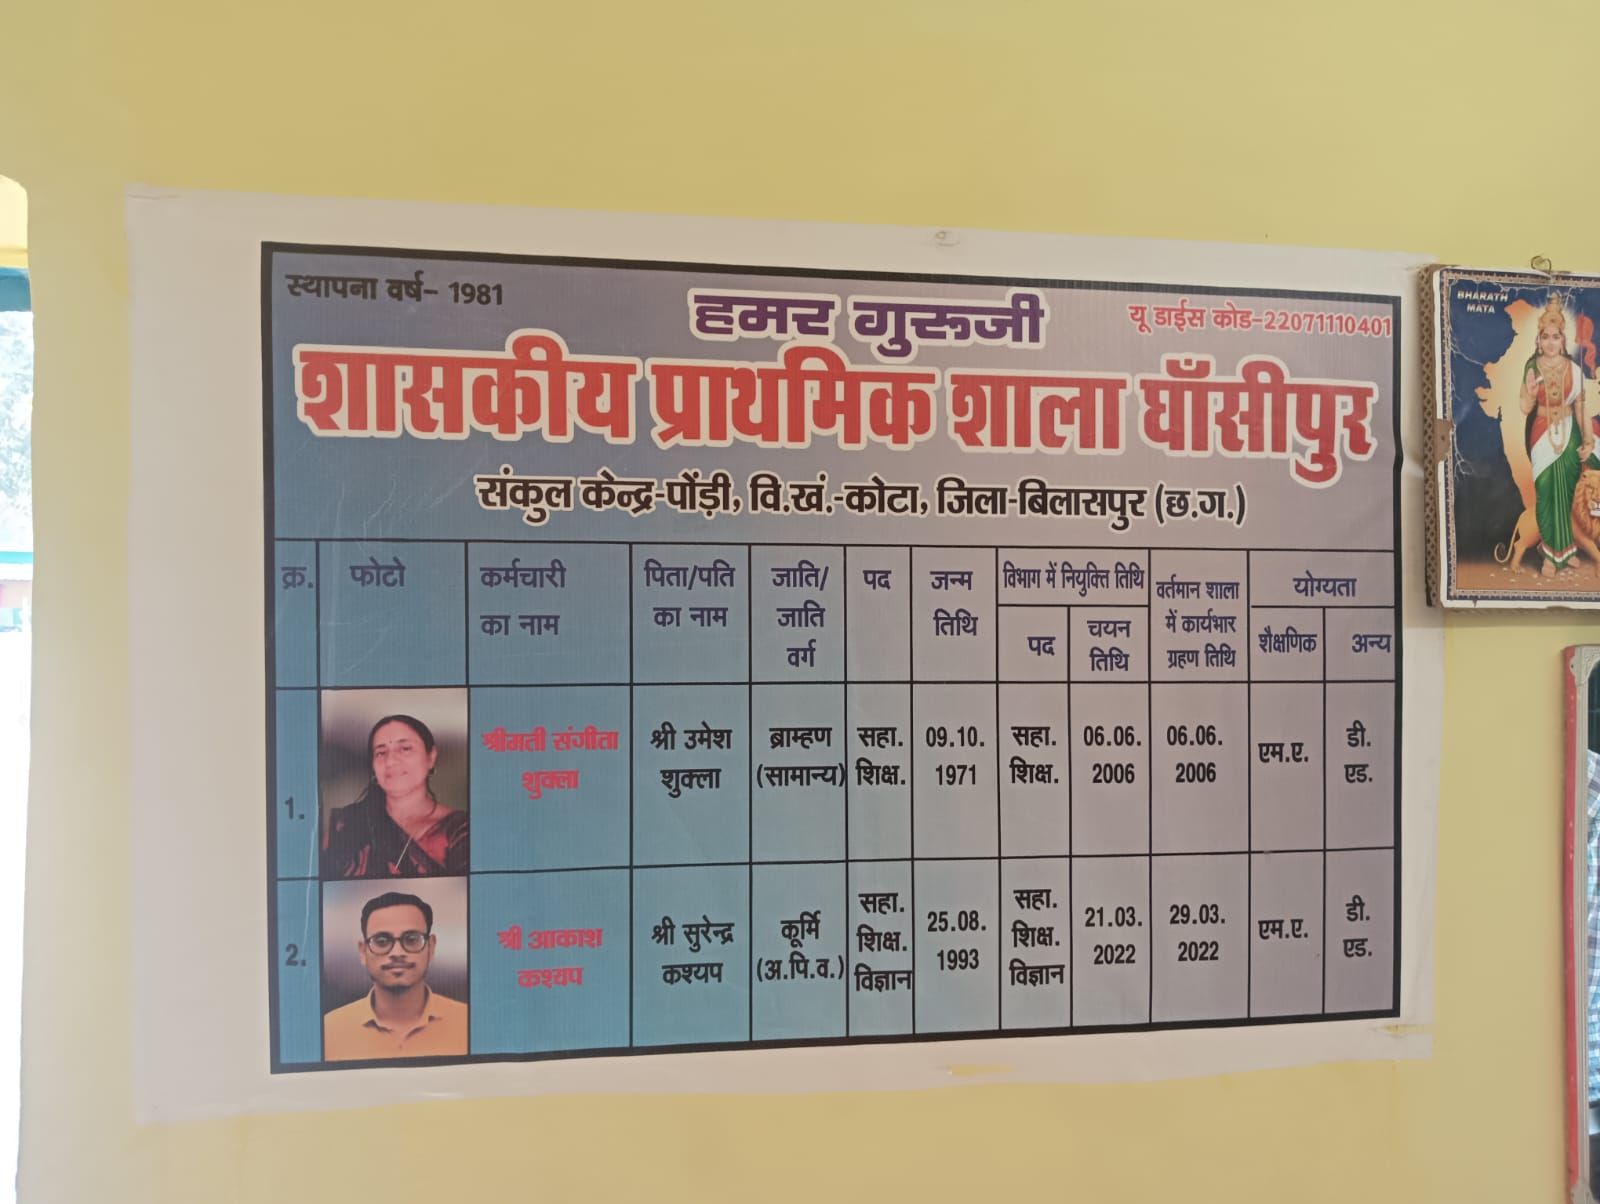 स्थापना वर्ष– 1981
हमर गुरूजी
यू डाईस कोड–22071110401
शासकीय प्राथमिक शाला घाँसीपुर
संकुल केन्द्र-पोंड़ी, वि.खं.-कोटा, जिला-बिलासपुर (छ.ग.)
क्र. फोटो कर्मचारी का नाम पिता/पति का नाम जाति/जाति वर्ग पद जन्म तिथि विभाग में नियुक्ति तिथि वर्तमान शाला में कार्यभार ग्रहण तिथि योग्यता
पद चयन तिथि शैक्षणिक अन्य
1. श्रीमती संगीता शुक्ला श्री उमेश शुक्ला ब्राम्हण (सामान्य) सहा. शिक्ष. 09.10.1971 सहा. शिक्ष. 06.06.2006 06.06.2006 एम.ए. डी.एड.
2. श्री आकाश कश्यप श्री सुरेन्द्र कश्यप कूर्मि (अ.पि.व.) सहा. शिक्ष. विज्ञान 25.08.1993 सहा. शिक्ष. विज्ञान 21.03.2022 29.03.2022 एम.ए. डी.एड.
BHARATH
MATA